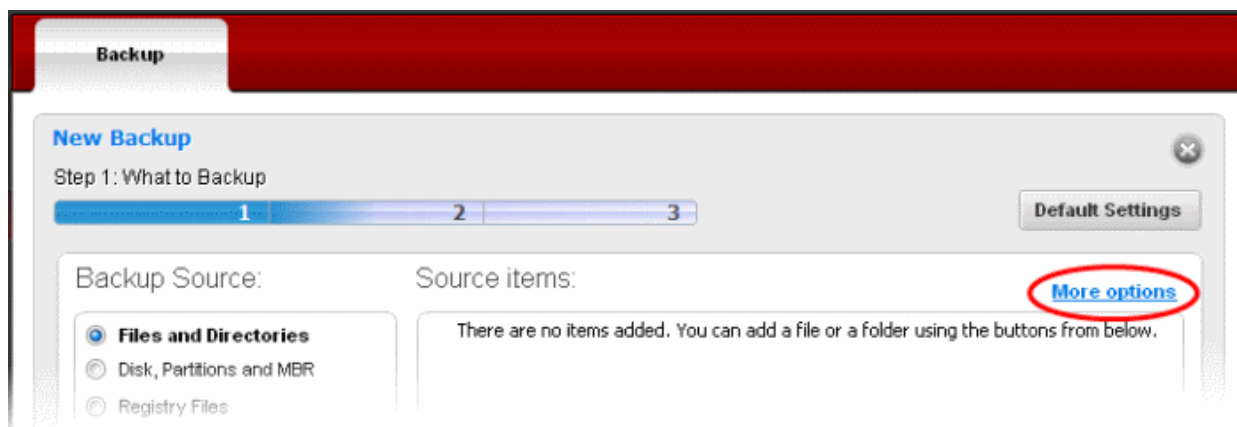 Backup
New Backup
Step 1: What to Backup
1 2 3
Default Settings
Backup Source:
Source items:
More options
Files and Directories
Disk, Partitions and MBR
Registry Files
There are no items added. You can add a file or a folder using the buttons from below.